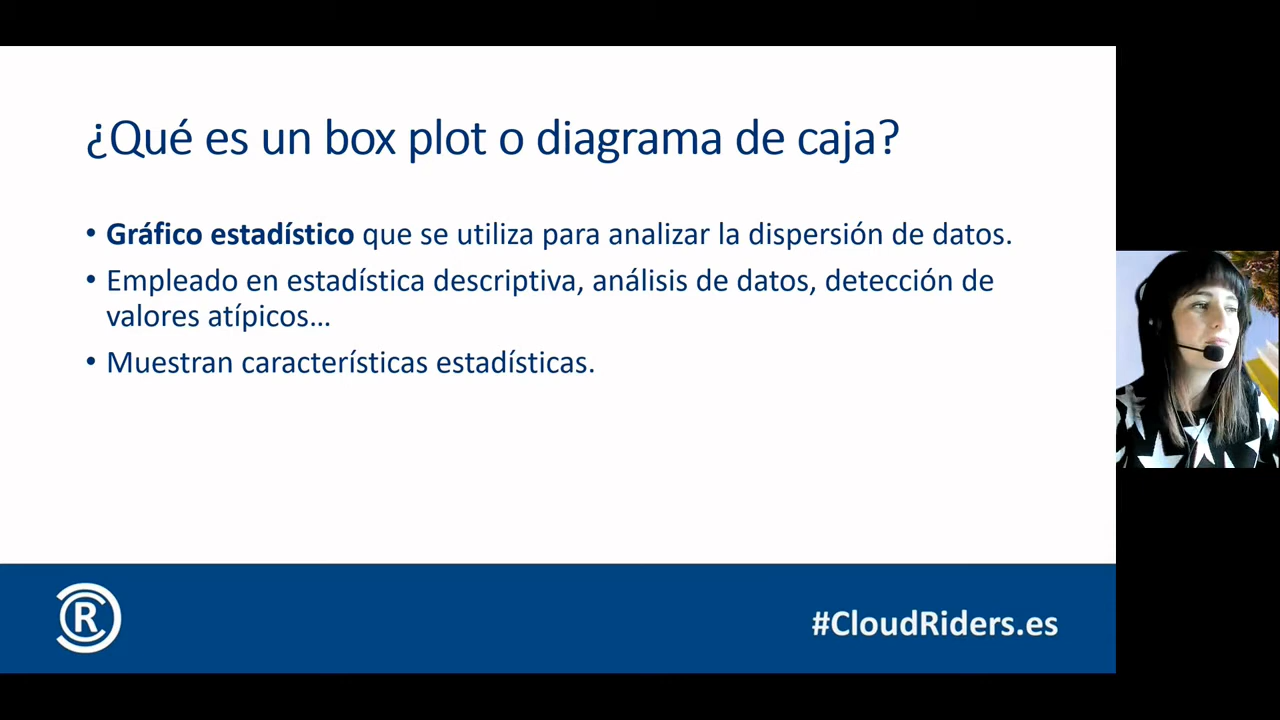 ¿Qué es un box plot o diagrama de caja?
• Gráfico estadístico que se utiliza para analizar la dispersión de datos.
• Empleado en estadística descriptiva, análisis de datos, detección de
valores atípicos…
• Muestran características estadísticas.
R
#CloudRiders.es